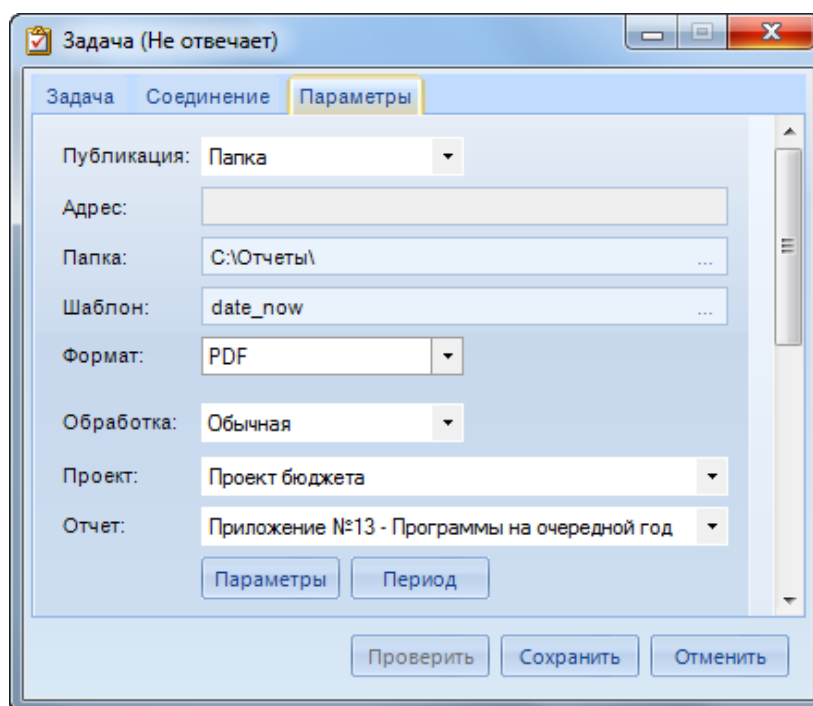 Задача (Не отвечает)
Задача Соединение Параметры
Публикация: Папка
Адрес:
Папка: C:\Отчеты\ ...
Шаблон: date_now ...
Формат: PDF
Обработка: Обычная
Проект: Проект бюджета
Отчет: Приложение №13 - Программы на очередной год
Параметры Период
Проверить Сохранить Отменить